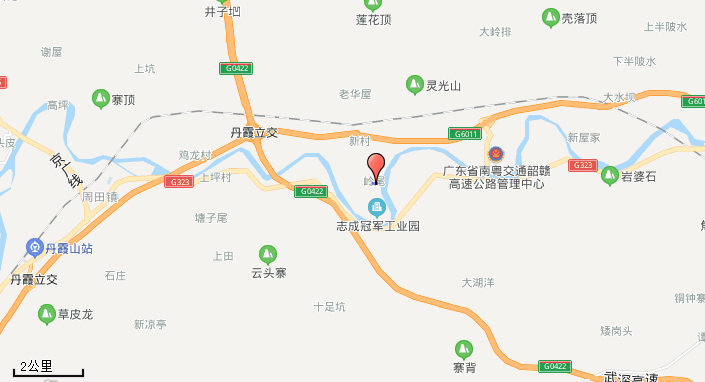 井子垇
莲花顶
壳落顶
大岭排
上半陂水
谢屋
上坑
G0422
下半陂水
灵光山
寨顶
高坪
老华屋
大水坝
G6011
丹霞立交
新村
G6011
新屋家
鸡龙村
京广线
上坪村
G323
G0422
岭尾
广东省南粤交通韶赣
高速公路管理中心
G323
岩婆石
周田镇
塘子尾
志成冠军工业园
丹霞山站
上田
云头寨
丹霞立交
石庄
大湖洋
铜钟寨
十足坑
草皮龙
新凉亭
矮岗头
寨背
G0422
2公里
武深高速